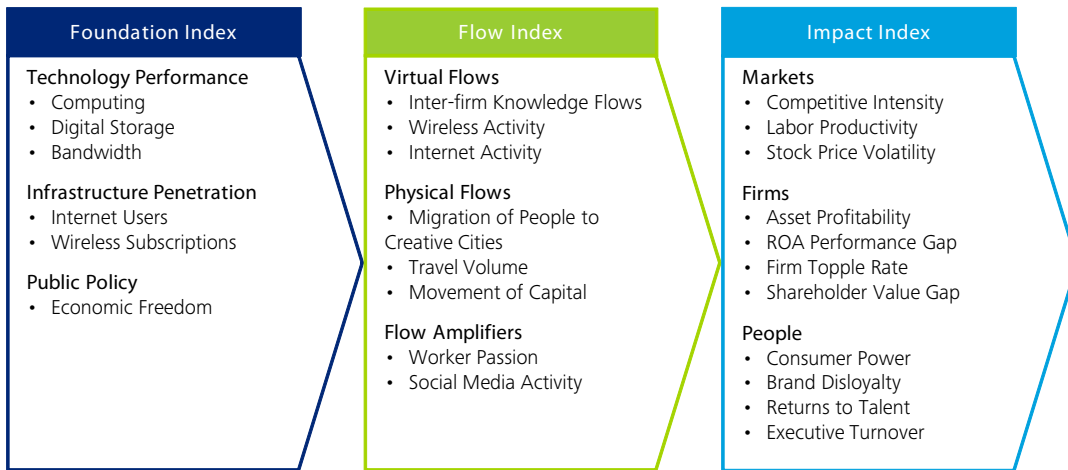 Foundation Index
Technology Performance
• Computing
• Digital Storage
• Bandwidth
Infrastructure Penetration
• Internet Users
• Wireless Subscriptions
Public Policy
• Economic Freedom
Flow Index
Virtual Flows
• Inter-firm Knowledge Flows
• Wireless Activity
• Internet Activity
Physical Flows
• Migration of People to
Creative Cities
• Travel Volume
• Movement of Capital
Flow Amplifiers
• Worker Passion
• Social Media Activity
Impact Index
Markets
• Competitive Intensity
• Labor Productivity
• Stock Price Volatility
Firms
• Asset Profitability
• ROA Performance Gap
• Firm Topple Rate
• Shareholder Value Gap
People
• Consumer Power
• Brand Disloyalty
• Returns to Talent
• Executive Turnover